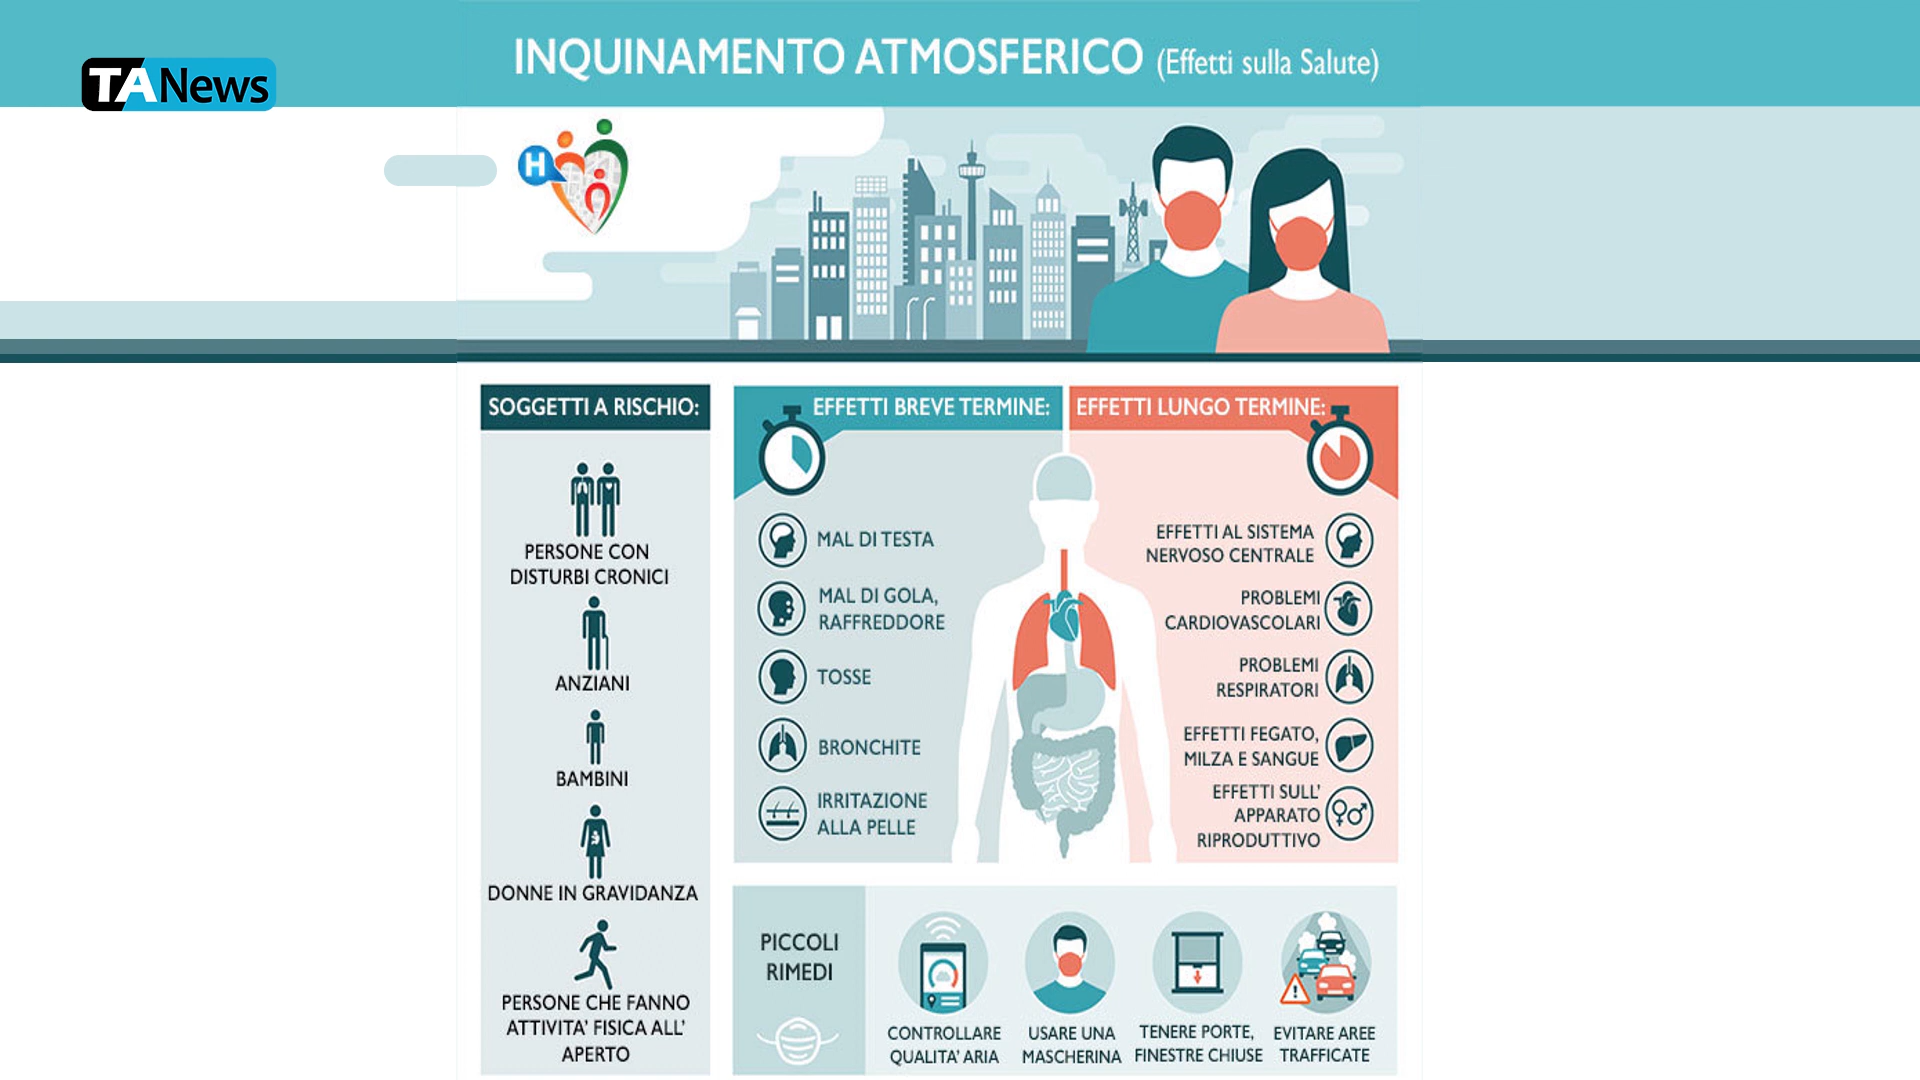 INQUINAMENTO ATMOSFERICO (Effetti sulla Salute)
TANews
H
SOGGETTI A RISCHIO:
PERSONE CON
DISTURBI CRONICI
ANZIANI
BAMBINI
DONNE IN GRAVIDANZA
PERSONE CHE FANNO
ATTIVITA' FISICA ALL'
APERTO
EFFETTI BREVE TERMINE:
MAL DI TESTA
MAL DI GOLA,
RAFFREDDORE
TOSSE
BRONCHITE
IRRITAZIONE
ALLA PELLE
EFFETTI LUNGO TERMINE:
EFFETTI AL SISTEMA
NERVOSO CENTRALE
PROBLEMI
CARDIOVASCOLARI
PROBLEMI
RESPIRATORI
EFFETTI FEGATO,
MILZA E SANGUE
EFFETTI SULL'
APPARATO
RIPRODUTTIVO
PICCOLI
RIMEDI
CONTROLLARE
QUALITA' ARIA
USARE UNA
MASCHERINA
TENERE PORTE,
FINESTRE CHIUSE
EVITARE AREE
TRAFFICATE